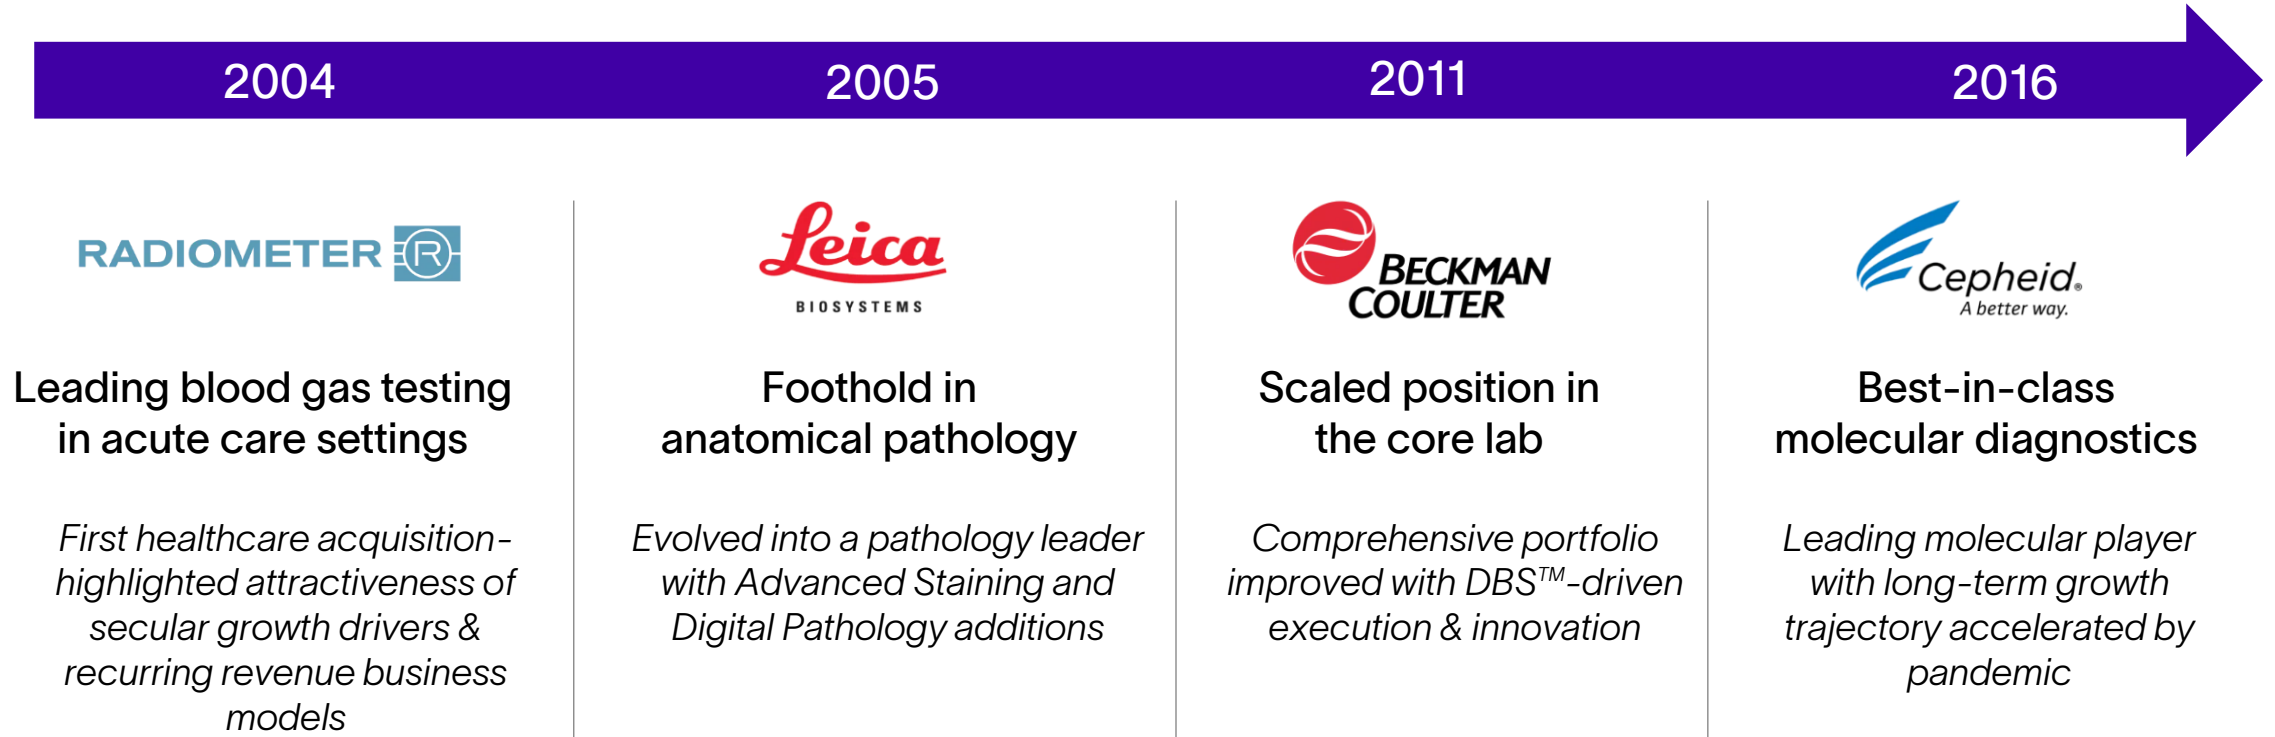 2004
2005
2011
2016
RADIOMETER R
Leica
BIOSYSTEMS
BECKMAN
COULTER
Cepheid®
A better way.
Leading blood gas testing
in acute care settings
First healthcare acquisition-
highlighted attractiveness of
secular growth drivers &
recurring revenue business
models
Foothold in
anatomical pathology
Evolved into a pathology leader
with Advanced Staining and
Digital Pathology additions
Scaled position in
the core lab
Comprehensive portfolio
improved with DBS™-driven
execution & innovation
Best-in-class
molecular diagnostics
Leading molecular player
with long-term growth
trajectory accelerated by
pandemic